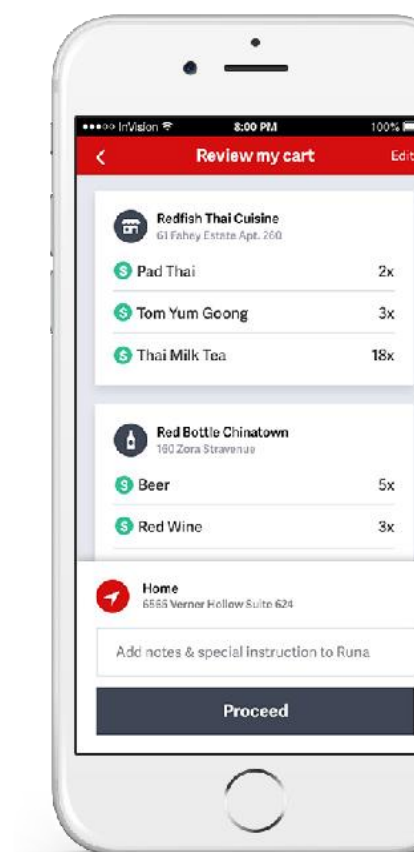 InVision
8:00 PM
100%
Review my cart
Edit
Redfish Thai Cuisine
61 Fahey Estate Apt. 260
$ Pad Thai 2x
$ Tom Yum Goong 3x
$ Thai Milk Tea 18x
Red Bottle Chinatown
160 Zora Stravenue
$ Beer 5x
$ Red Wine 3x
Home
6565 Verner Hollow Suite 624
Add notes & special instruction to Runa
Proceed